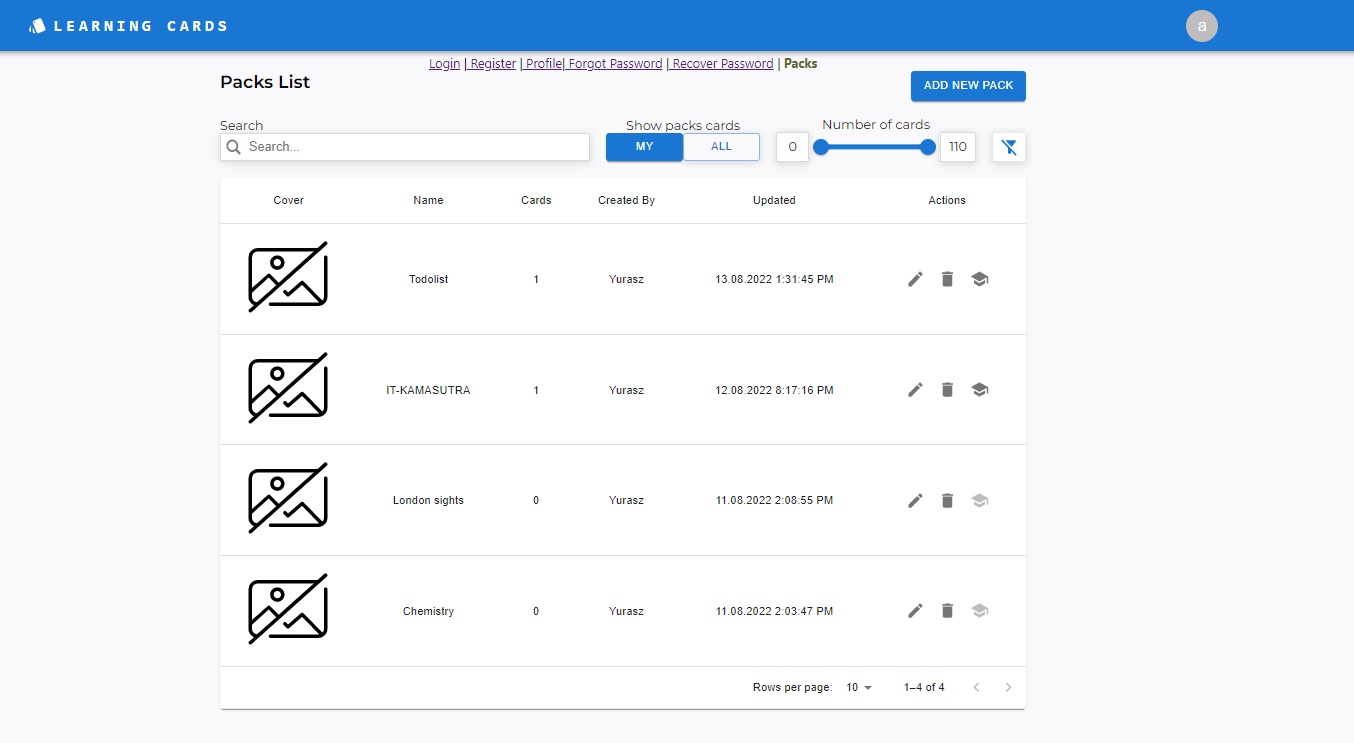 LEARNING CARDS
a
Login | Register | Profile| Forgot Password | Recover Password | Packs
Packs List
ADD NEW PACK
Search
Show packs cards
Number of cards
Search...
MY
ALL
0
110
Cover Name Cards Created By Updated Actions
Todolist 1 Yurasz 13.08.2022 1:31:45 PM
IT-KAMASUTRA 1 Yurasz 12.08.2022 8:17:16 PM
London sights 0 Yurasz 11.08.2022 2:08:55 PM
Chemistry 0 Yurasz 11.08.2022 2:03:47 PM
Rows per page: 10 1–4 of 4